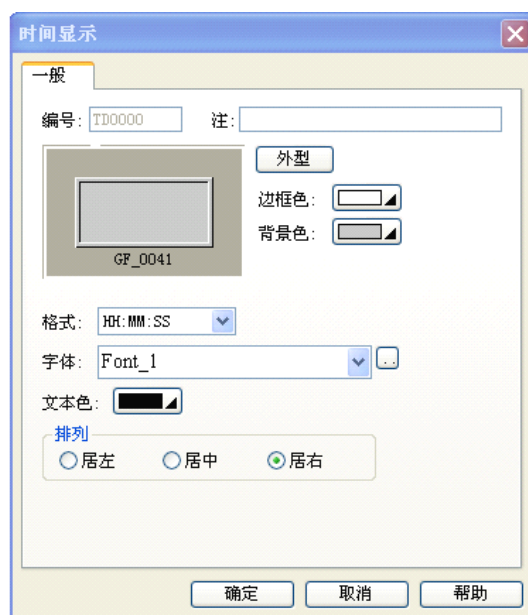 时间显示
一般
编号: TD0000 注:
外型
边框色:
背景色:
GF_0041
格式: HH:MM:SS
字体: Font_1 ..
文本色:
排列
居左 居中 居右
确定 取消 帮助